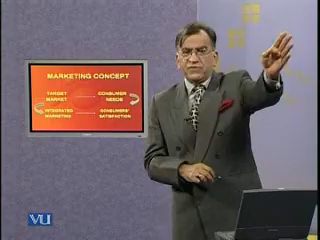 MARKETING CONCEPT
TARGET MARKET
CONSUMER NEEDS
INTEGRATED MARKETING
CONSUMERS' SATISFACTION
VU